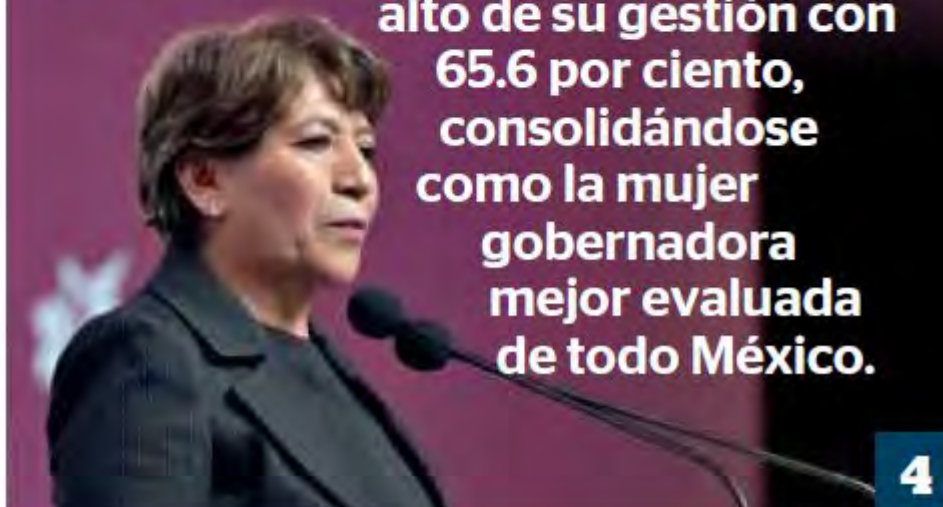 alto de su gestión con
65.6 por ciento,
consolidándose
como la mujer
gobernadora
mejor evaluada
de todo México.
4